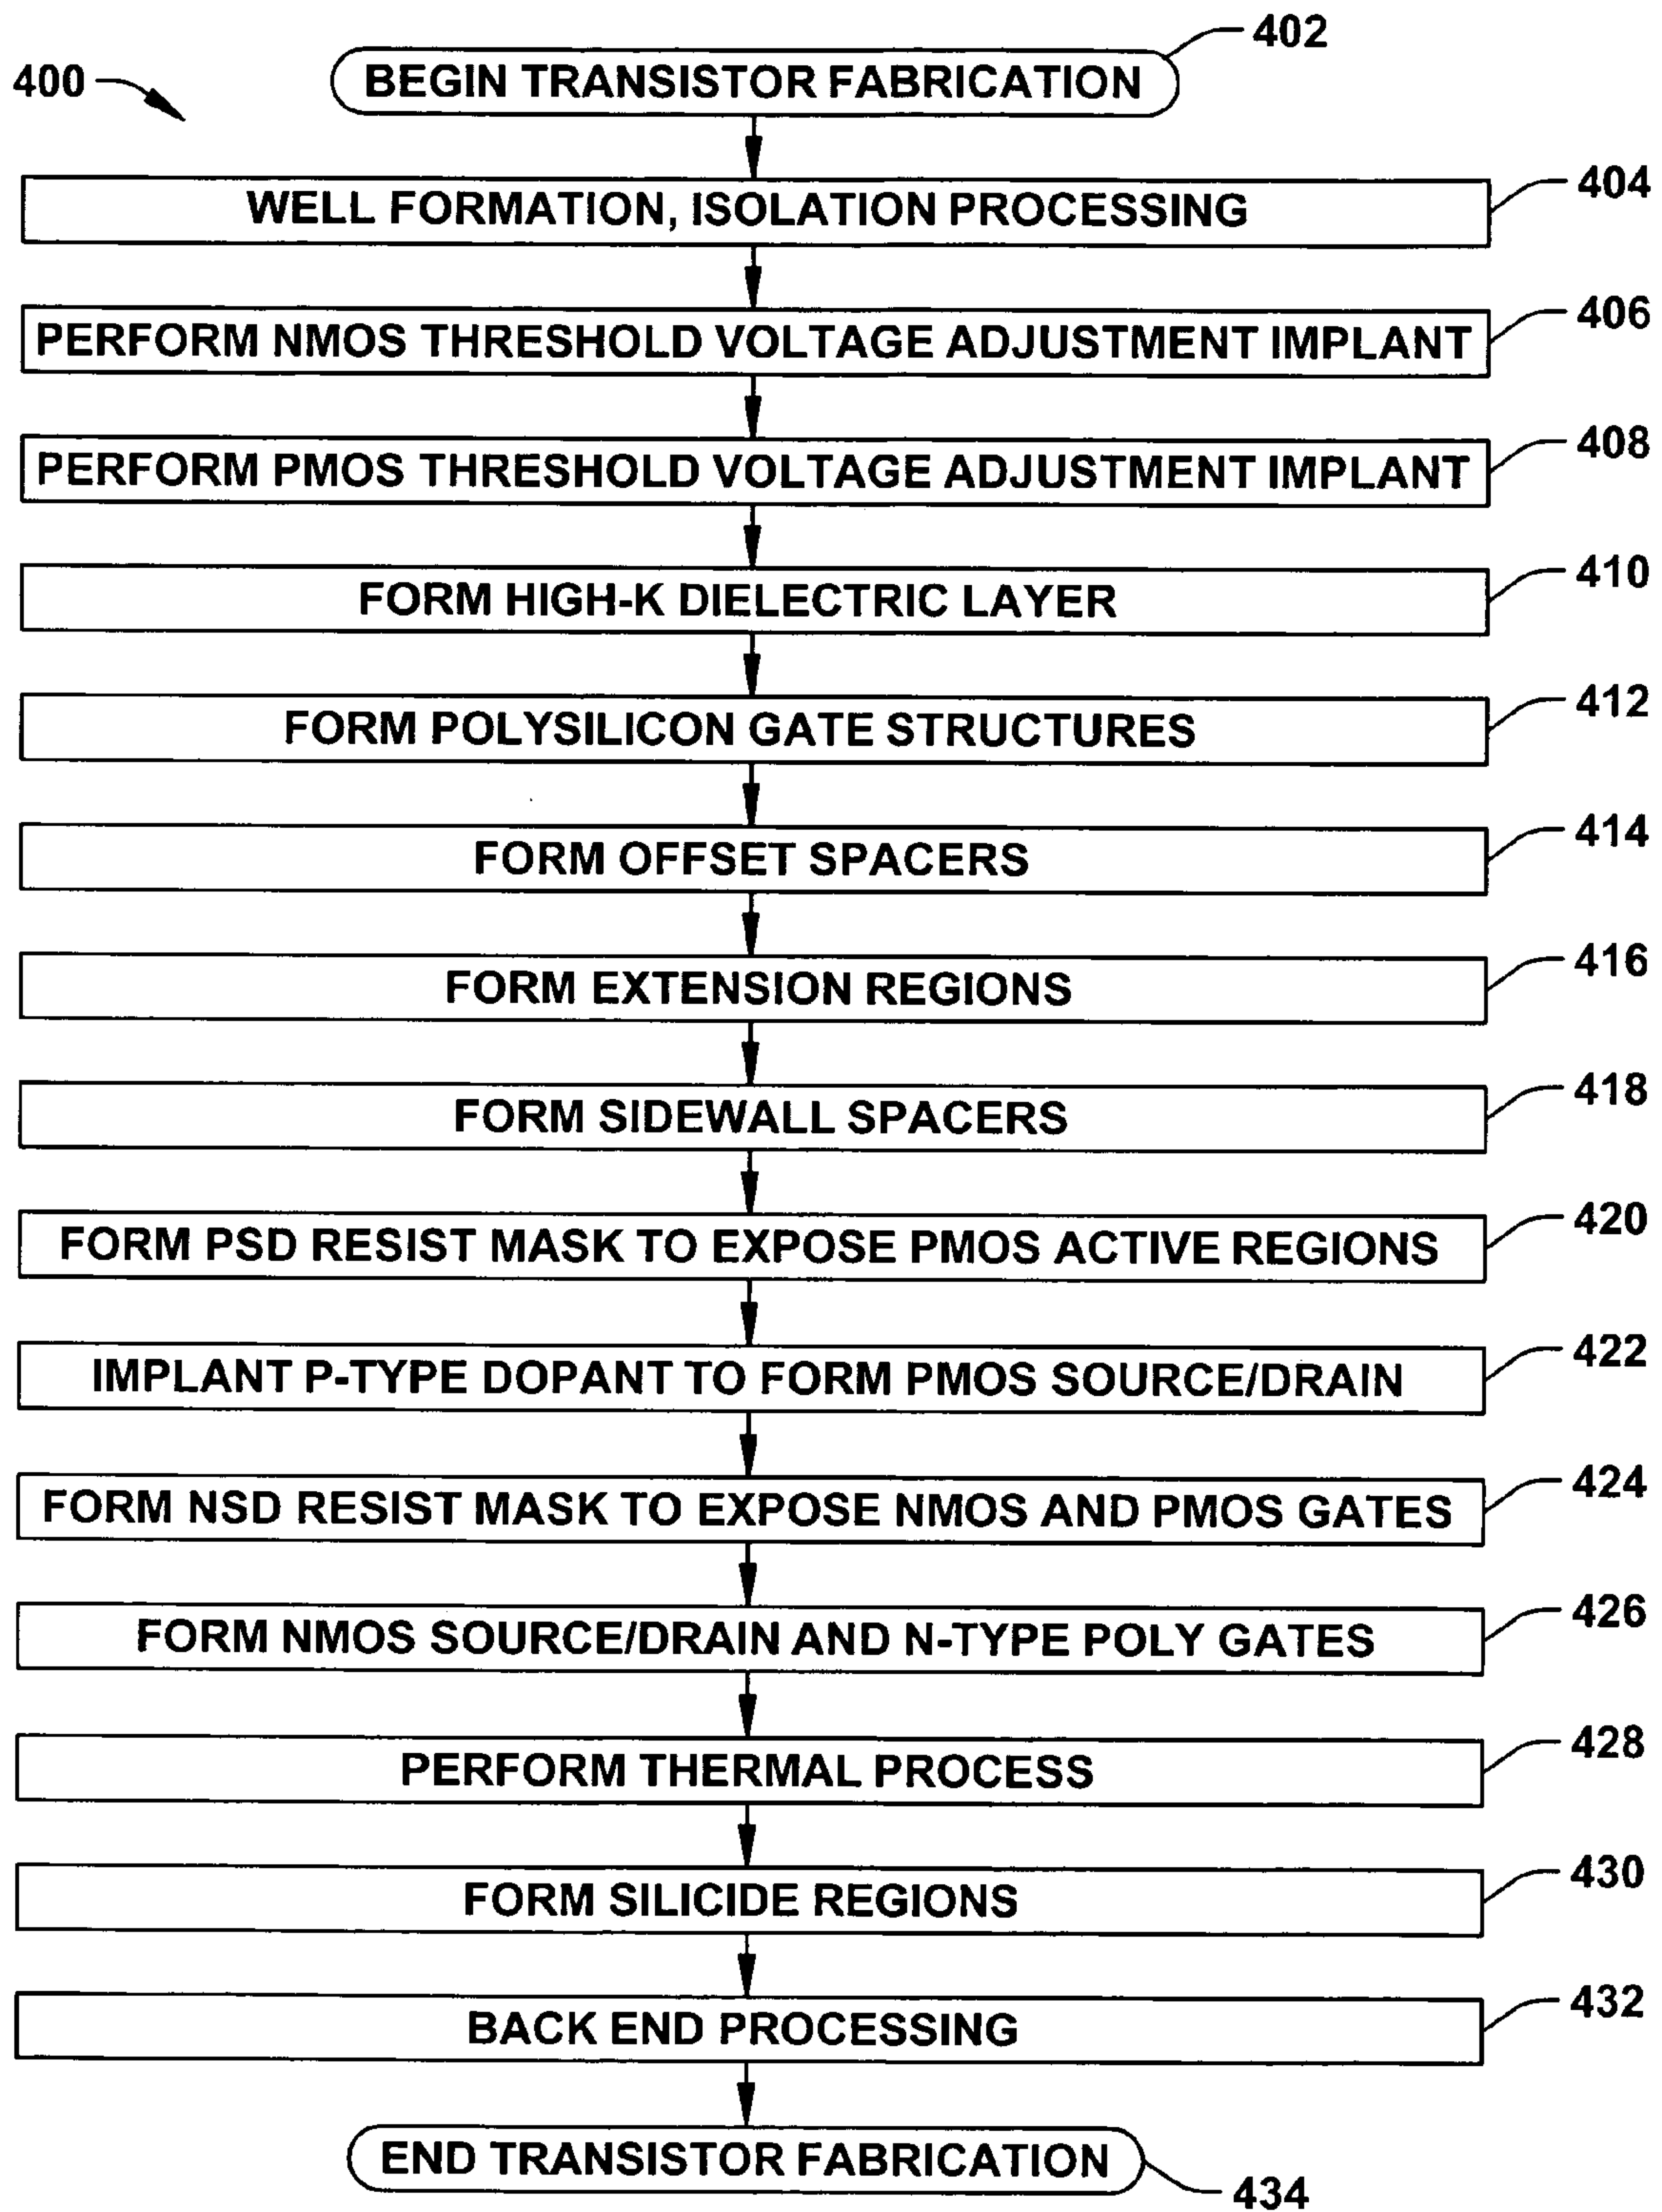 402
400
BEGIN TRANSISTOR FABRICATION
404
WELL FORMATION, ISOLATION PROCESSING
406
PERFORM NMOS THRESHOLD VOLTAGE ADJUSTMENT IMPLANT
408
PERFORM PMOS THRESHOLD VOLTAGE ADJUSTMENT IMPLANT
410
FORM HIGH-K DIELECTRIC LAYER
412
FORM POLYSILICON GATE STRUCTURES
414
FORM OFFSET SPACERS
416
FORM EXTENSION REGIONS
418
FORM SIDEWALL SPACERS
420
FORM PSD RESIST MASK TO EXPOSE PMOS ACTIVE REGIONS
422
IMPLANT P-TYPE DOPANT TO FORM PMOS SOURCE/DRAIN
424
FORM NSD RESIST MASK TO EXPOSE NMOS AND PMOS GATES
426
FORM NMOS SOURCE/DRAIN AND N-TYPE POLY GATES
428
PERFORM THERMAL PROCESS
430
FORM SILICIDE REGIONS
432
BACK END PROCESSING
END TRANSISTOR FABRICATION
434